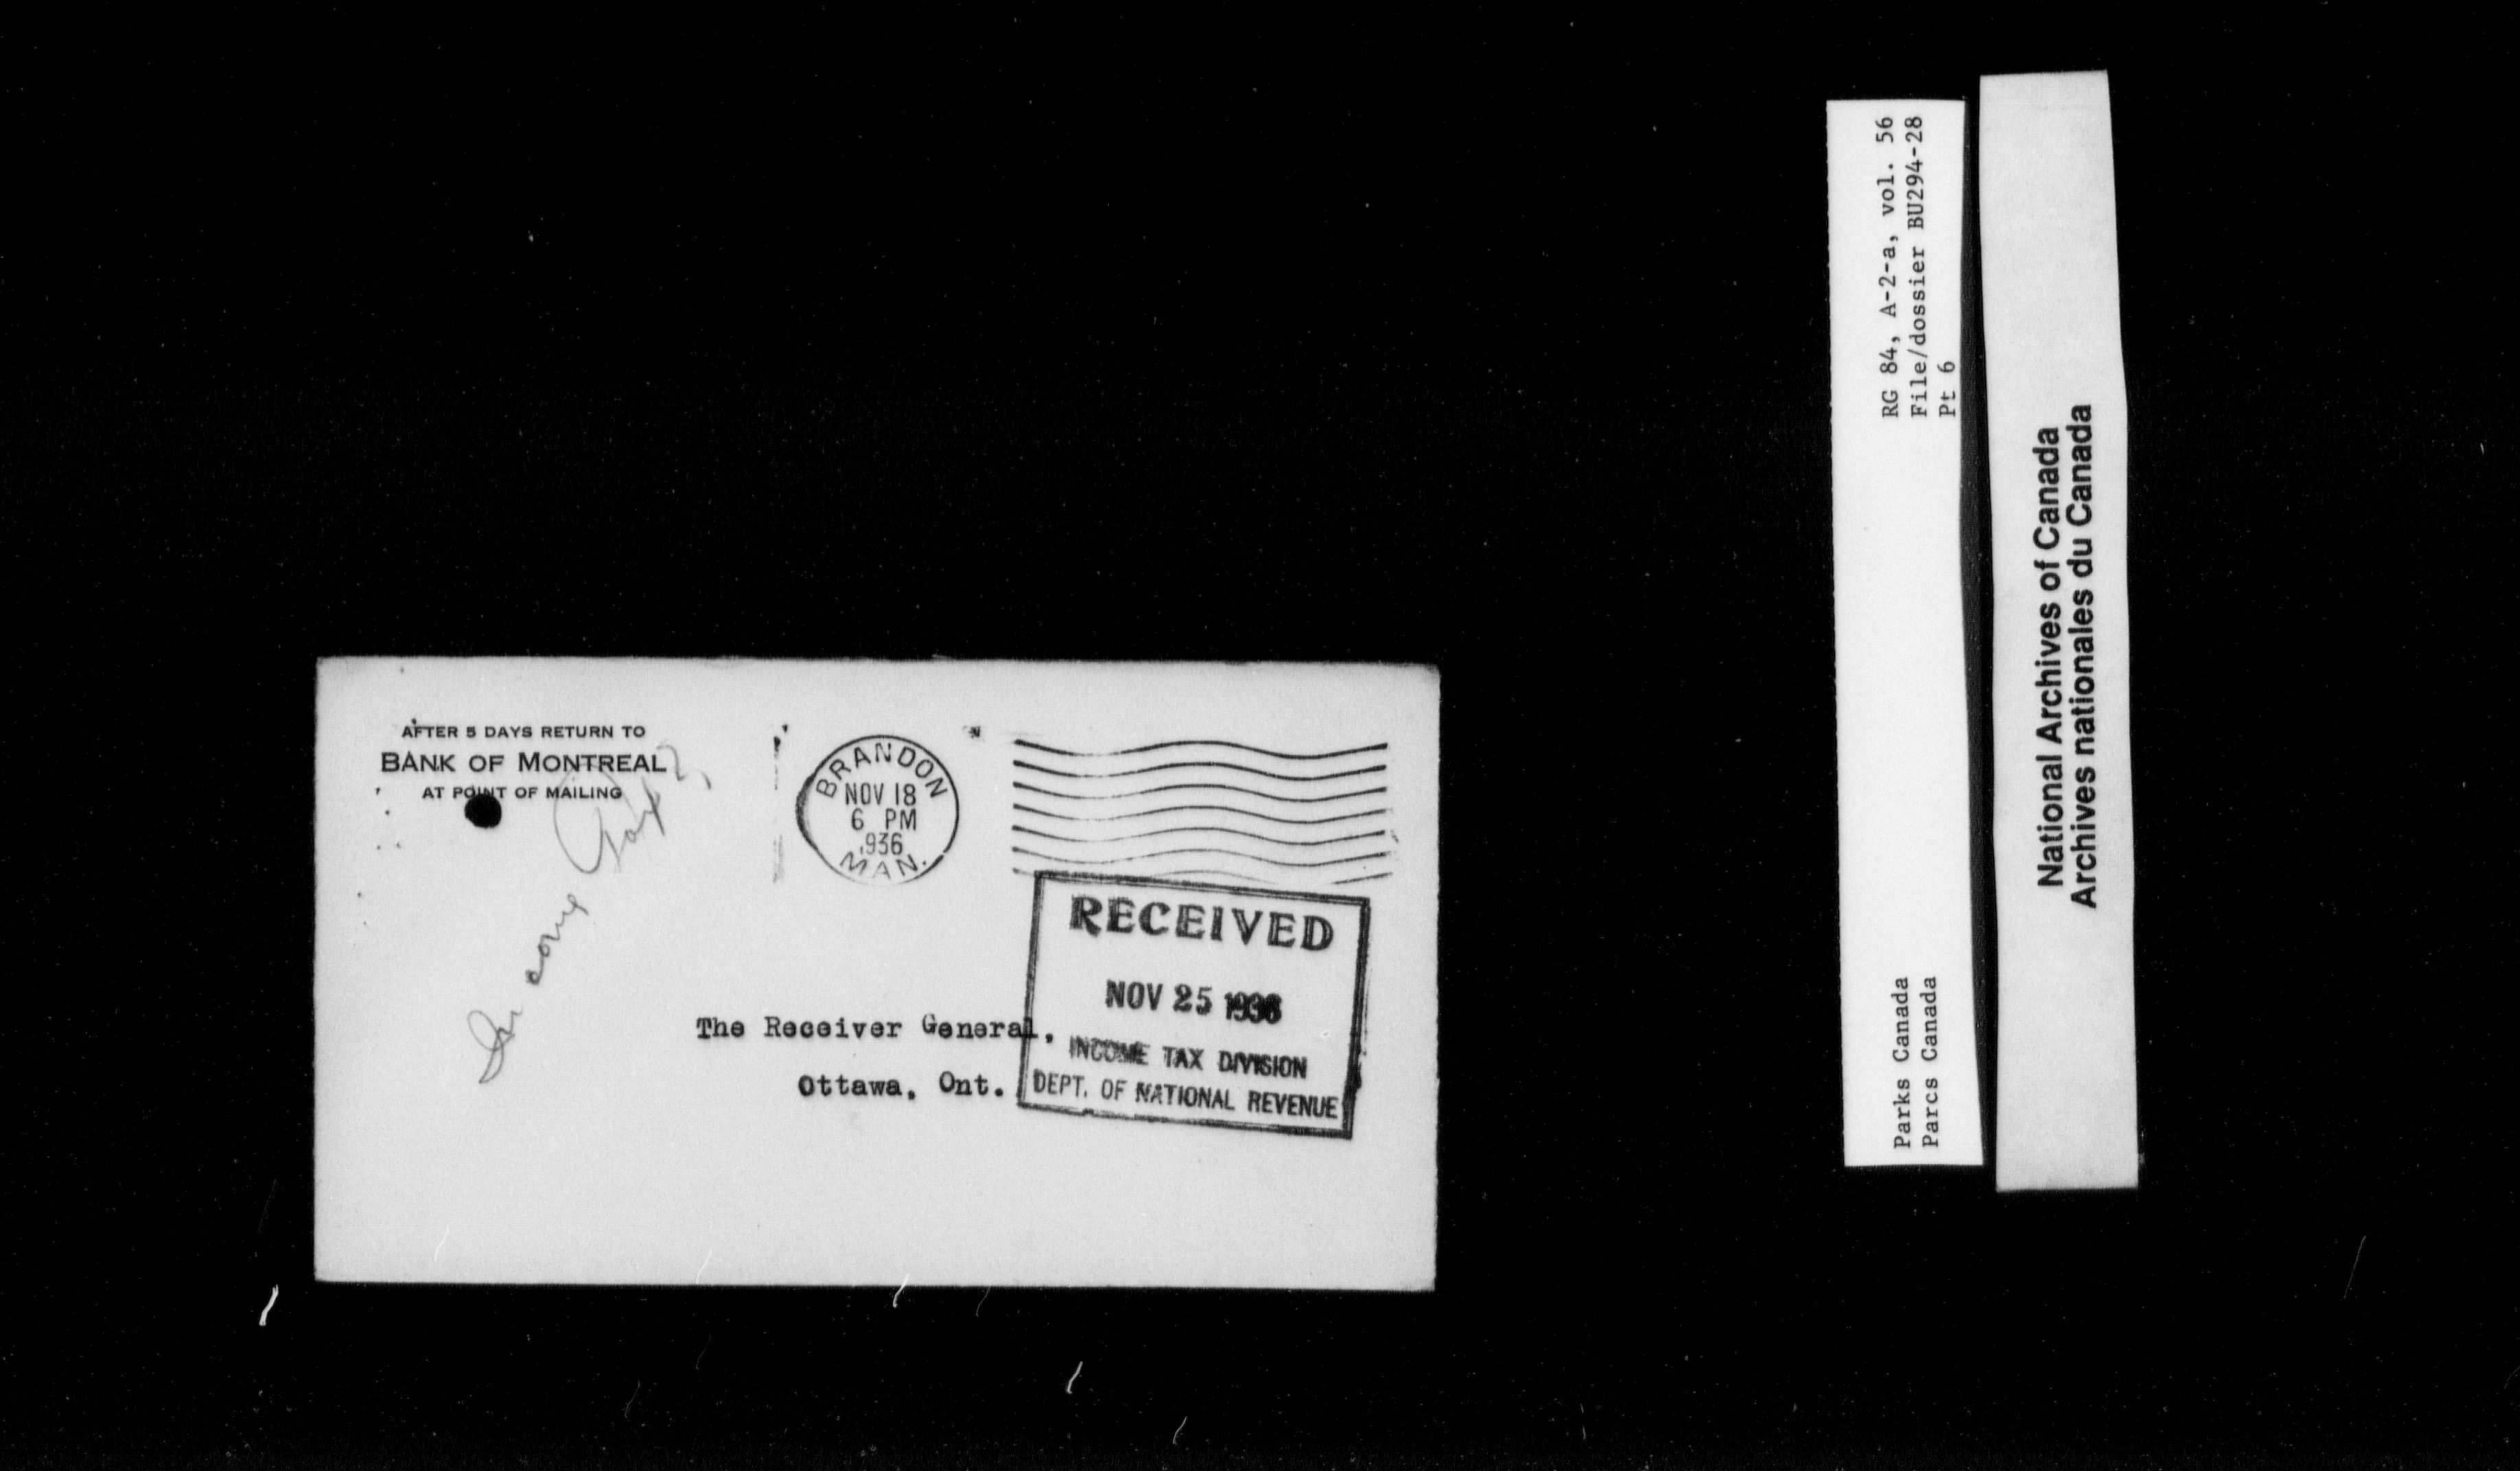 AFTER 5 DAYS RETURN TO
BANK OF MONTREAL
AT POINT OF MAILING
BRANDON
NOV 18
6 PM
1936
MAN.
RECEIVED
NOV 25 1936
INCOME TAX DIVISION
DEPT. OF NATIONAL REVENUE
The Receiver General,
Ottawa, Ont.
RG 84, A-2-a, vol. 56
File/dossier BU294-28
Pt 6
Parks Canada
Parcs Canada
National Archives of Canada
Archives nationales du Canada